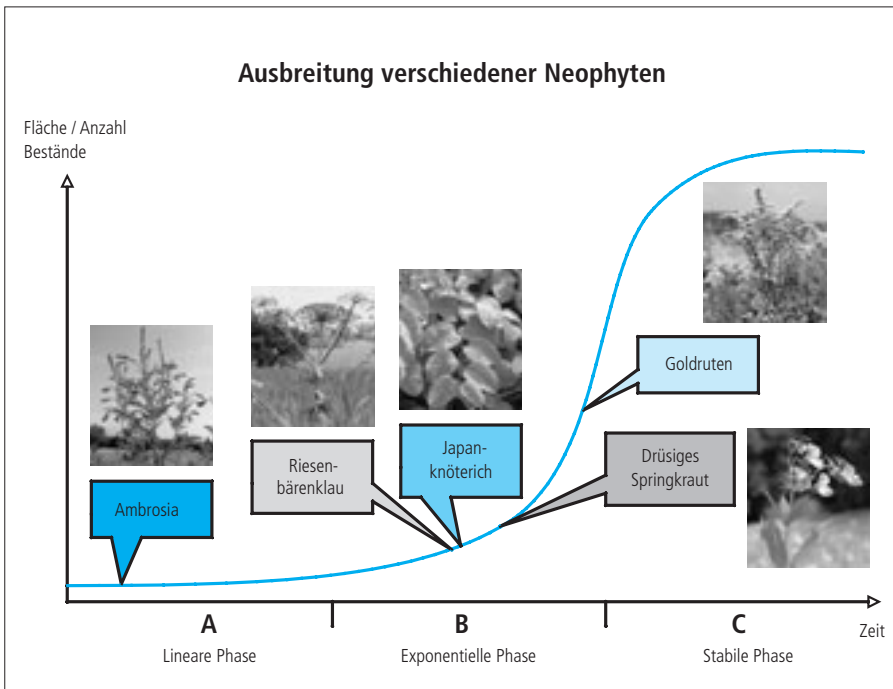 Ausbreitung verschiedener Neophyten
Fläche / Anzahl
Bestände
Ambrosia
Riesen-
bärenklau
Japan-
knöterich
Goldruten
Drüsiges
Springkraut
A
B
C
Zeit
Lineare Phase
Exponentielle Phase
Stabile Phase